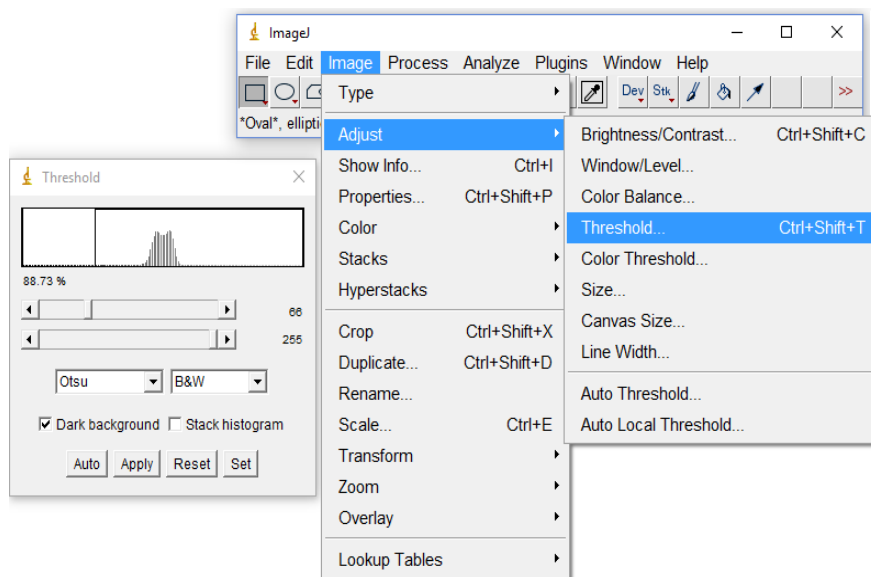 ImageJ
File Edit Image Process Analyze Plugins Window Help
Dev Stk >>
*Oval*, ellipti
Type
Adjust
Show Info... Ctrl+I
Properties... Ctrl+Shift+P
Color
Stacks
Hyperstacks
Crop Ctrl+Shift+X
Duplicate... Ctrl+Shift+D
Rename...
Scale... Ctrl+E
Transform
Zoom
Overlay
Lookup Tables
Brightness/Contrast... Ctrl+Shift+C
Window/Level...
Color Balance...
Threshold... Ctrl+Shift+T
Color Threshold...
Size...
Canvas Size...
Line Width...
Auto Threshold...
Auto Local Threshold...
Threshold
88.73 %
66
255
Otsu B&W
Dark background Stack histogram
Auto Apply Reset Set